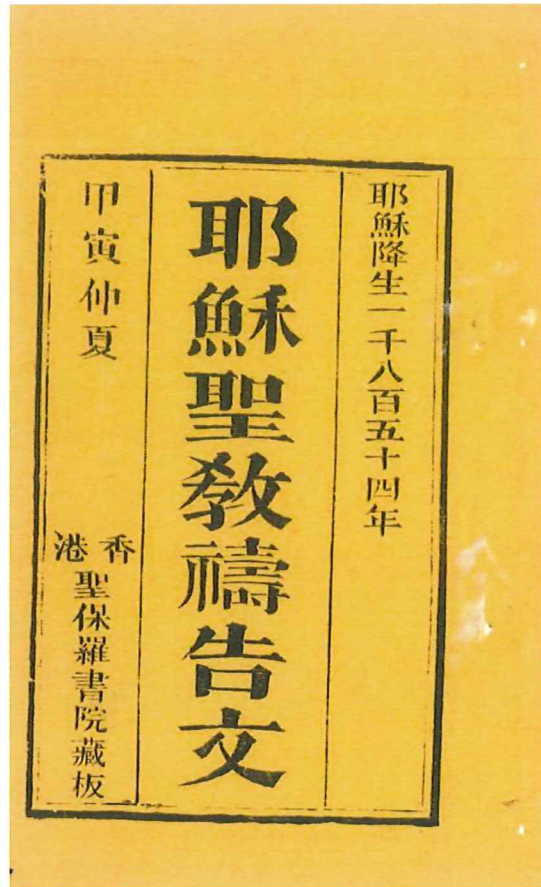 耶穌降生一千八百五十四年
耶穌聖教禱告文
甲寅仲夏
香港
聖保羅書院藏板